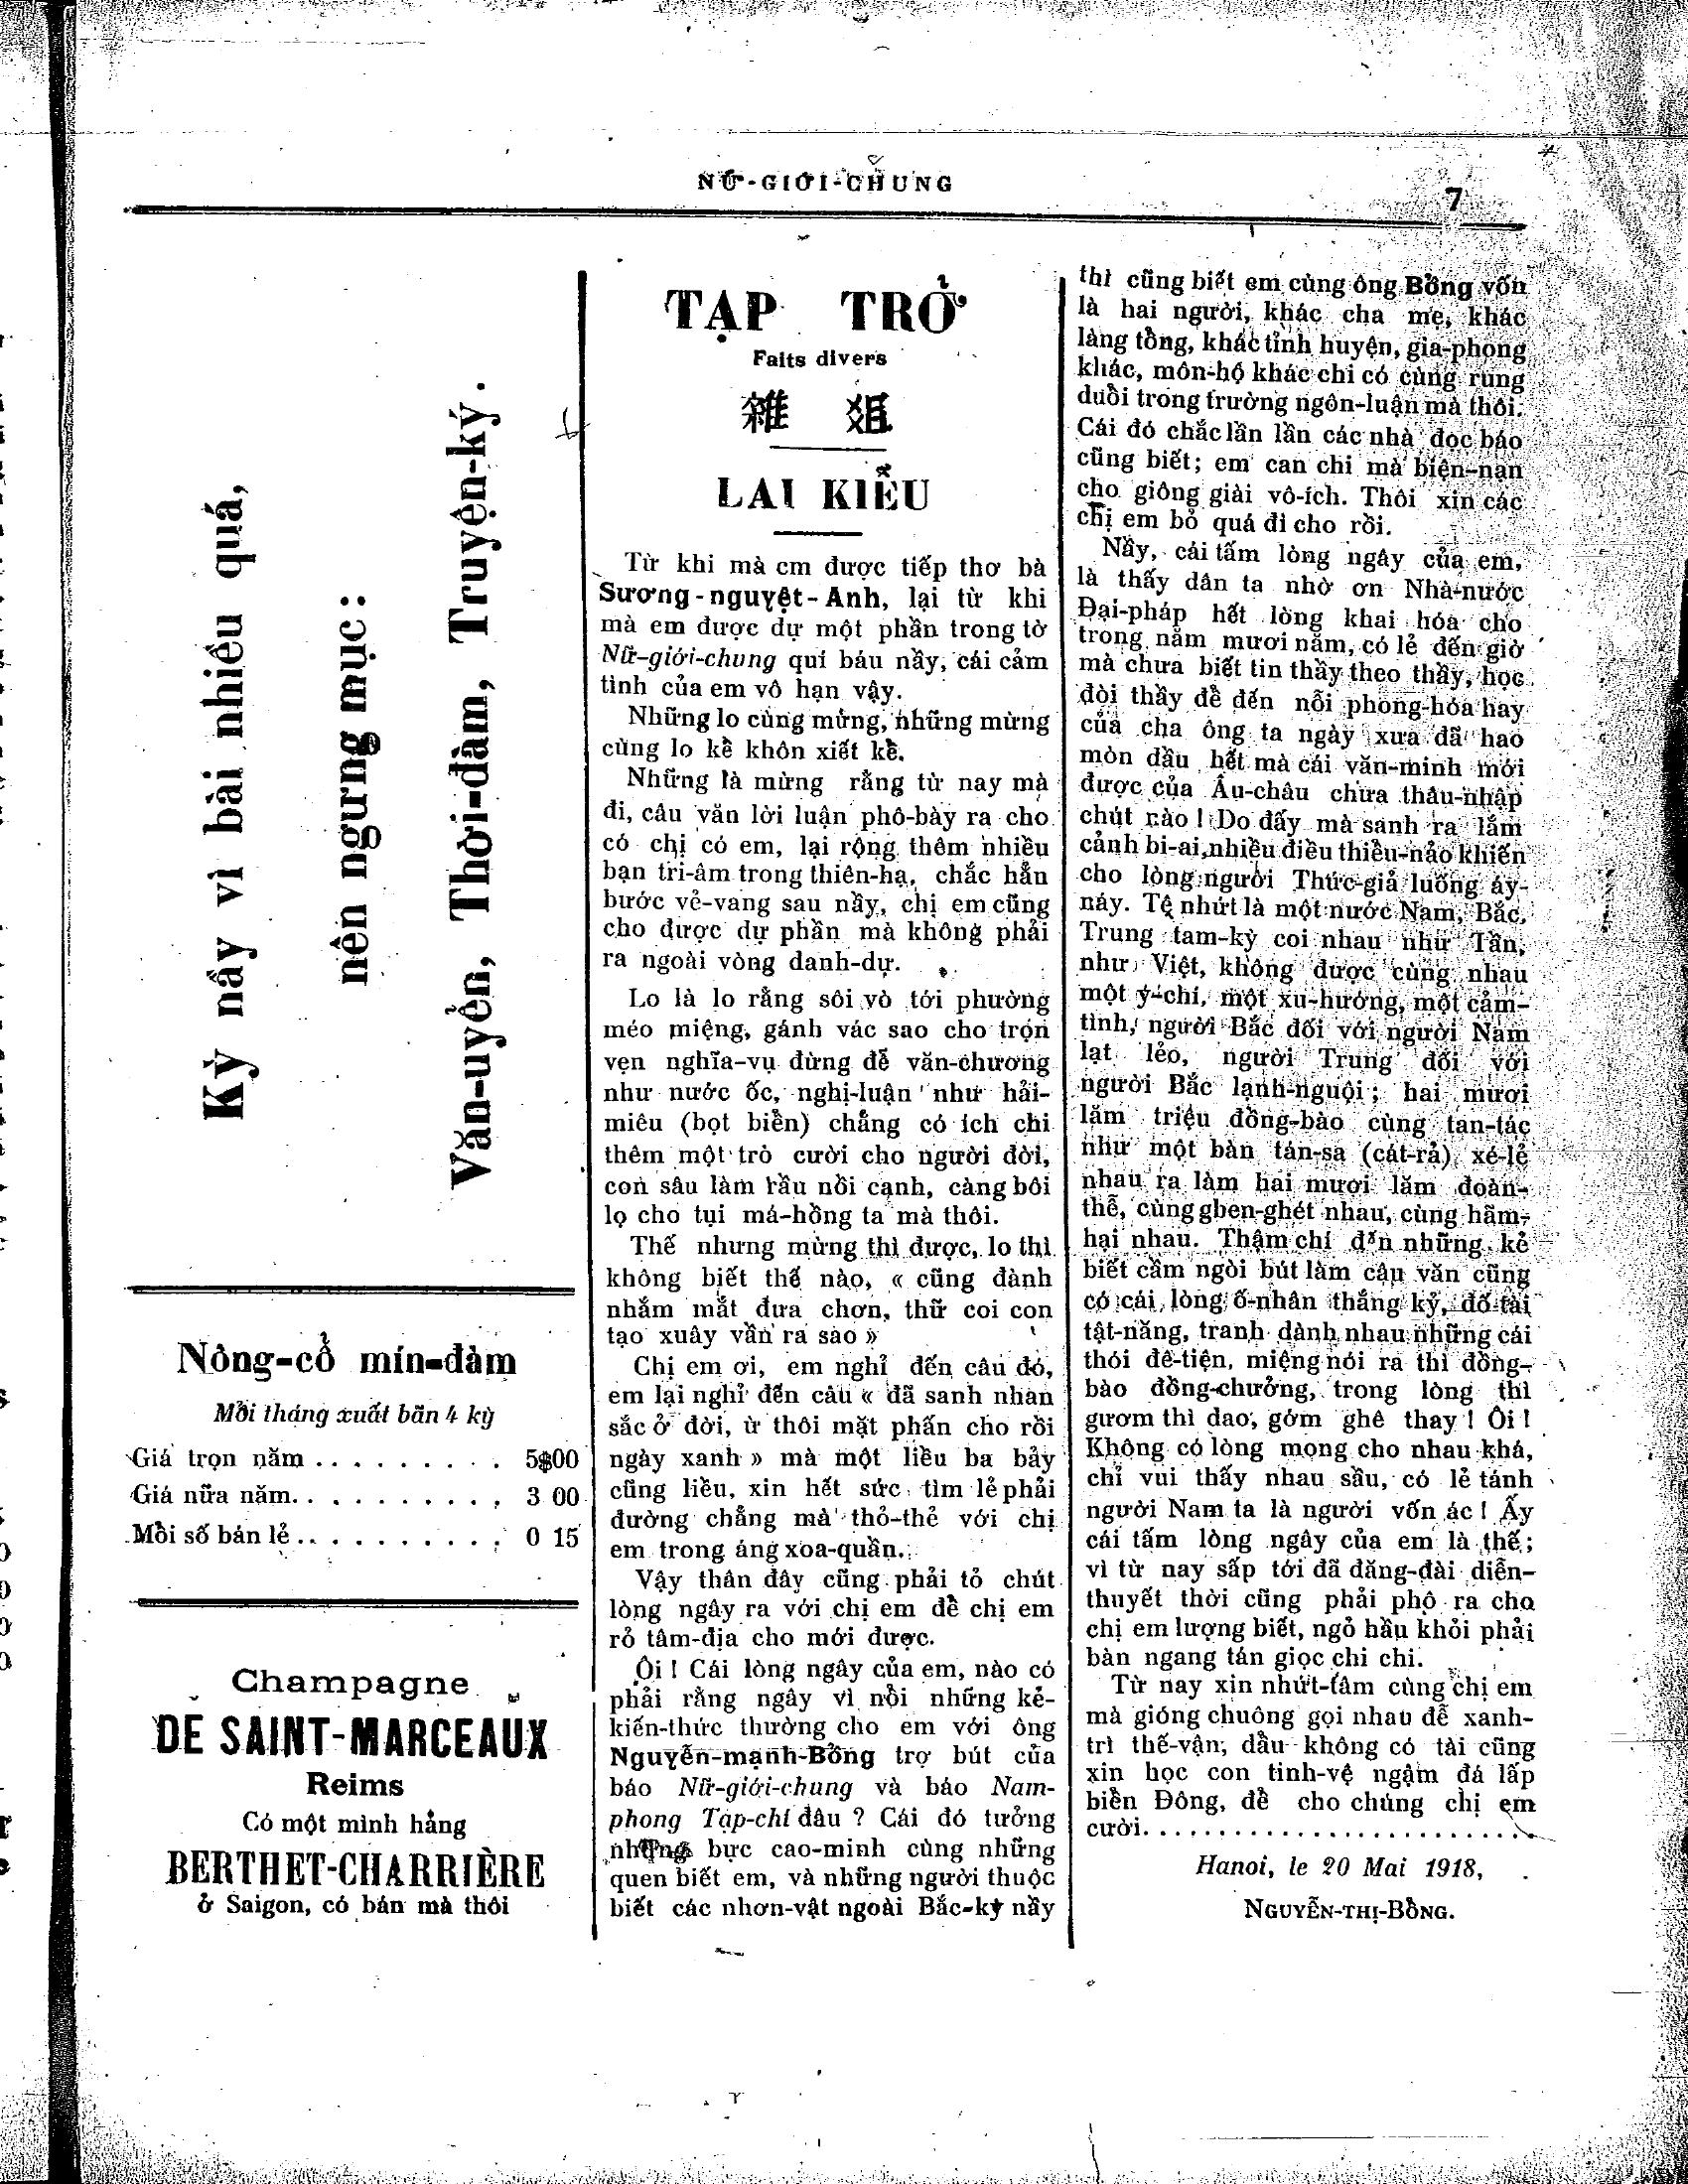 NỮ-GIỚI-CHUNG
7
Kỳ nầy vì bài nhiều quá,
nên ngưng mục:
Văn-uyển, Thời-đàm, Truyện-ký.
Nông-cổ mín-đàm
Mỗi tháng xuất bãn 4 kỳ
Giá trọn năm . . . . . . . . . . 5$00
Giá nữa năm. . . . . . . . . . 3 00
Mỗi số bán lẻ . . . . . . . . . . 0 15
Champagne
DE SAINT-MARCEAUX
Reims
Có một mình hảng
BERTHET-CHARRIÈRE
ở Saigon, có bán mà thôi
TẠP TRỞ
Faits divers
雜 俎
LAI KIỀU
Từ khi mà em được tiếp thơ bà
Sương-nguyệt-Anh, lại từ khi
mà em được dự một phần trong tờ
Nữ-giới-chung quí báu nầy, cái cảm
tình của em vô hạn vậy.
Những lo cùng mừng, những mừng
cùng lo kể khôn xiết kể.
Những là mừng rằng từ nay mà
đi, câu văn lời luận phô-bày ra cho
có chị có em, lại rộng thêm nhiều
bạn tri-âm trong thiên-hạ, chắc hẳn
bước vẻ-vang sau nầy, chị em cũng
cho được dự phần mà không phải
ra ngoài vòng danh-dự.
Lo là lo rằng sôi vò tới phường
méo miệng, gánh vác sao cho trọn
vẹn nghĩa-vụ đừng để văn-chương
như nước ốc, nghị-luận như hải-
miêu (bọt biển) chẳng có ích chi
thêm một trò cười cho người đời,
con sâu làm rầu nồi cạnh, càng bôi
lọ cho tụi má-hồng ta mà thôi.
Thế nhưng mừng thì được, lo thì
không biết thế nào, « cũng đành
nhắm mắt đưa chơn, thữ coi con
tạo xuây vần ra sao »
Chị em ơi, em nghỉ đến câu đó,
em lại nghỉ đến câu « đã sanh nhan
sắc ở đời, ừ thôi mặt phấn cho rồi
ngày xanh » mà một liều ba bảy
cũng liều, xin hết sức tìm lẻ phải
đường chẳng mà thỏ-thẻ với chị
em trong áng xoa-quần.
Vậy thân đây cũng phải tỏ chút
lòng ngây ra với chị em để chị em
rỏ tâm-địa cho mới được.
Ôi ! Cái lòng ngây của em, nào có
phải rằng ngây vì nỗi những kẻ-
kiến-thức thường cho em với ông
Nguyễn-mạnh-Bổng trợ bút của
báo Nữ-giới-chung và báo Nam-
phong Tạp-chí đâu ? Cái đó tưởng
những bực cao-minh cùng những
quen biết em, và những người thuộc
biết các nhơn-vật ngoài Bắc-kỳ nầy
thì cũng biết em cùng ông Bổng vốn
là hai người, khác cha mẹ, khác
làng tổng, khác tỉnh huyện, gia-phong
khác, môn-hộ khác chi có cùng rung
duồi trong trường ngôn-luận mà thôi.
Cái đó chắc lần lần các nhà đọc báo
cũng biết; em can chi mà biện-nạn
cho giông giài vô-ích. Thôi xin các
chị em bỏ quá đi cho rồi.
Nầy, cái tấm lòng ngây của em,
là thấy dân ta nhờ ơn Nhà-nước
Đại-pháp hết lòng khai hóa cho
trong năm mươi năm, có lẻ đến giờ
mà chưa biết tin thầy theo thầy, học
đòi thầy để đến nỗi phong-hóa hay
của cha ông ta ngày xưa đã hao
mòn dầu hết mà cái văn-minh mới
được của Âu-châu chưa thâu-nhập
chút nào ! Do đấy mà sanh ra lắm
cảnh bi-ai, nhiều điều thiều-nảo khiến
cho lòng người Thức-giả luống áy-
náy. Tệ nhứt là một nước Nam, Bắc,
Trung tam-kỳ coi nhau như Tần,
như Việt, không được cùng nhau
một ý-chí, một xu-hướng, một cảm-
tình, người Bắc đối với người Nam
lạt lẻo, người Trung đối với
người Bắc lạnh-nguội ; hai mươi
lăm triệu đồng-bào cùng tan-tác
như một bàn tán-sa (cát-rả) xé-lẻ
nhau ra làm hai mươi lăm đoàn-
thể, cùng ghen-ghét nhau, cùng hãm-
hại nhau. Thậm chí đến những kẻ
biết cầm ngòi bút làm câu văn cũng
có cái lòng ố-nhân thắng kỷ, đố-tài
tật-năng, tranh dành nhau những cái
thói đê-tiện, miệng nói ra thì đồng-
bào đồng-chưởng, trong lòng thì
gươm thì dao, gớm ghê thay ! Ôi !
Không có lòng mong cho nhau khá,
chỉ vui thấy nhau sầu, có lẻ tánh
người Nam ta là người vốn ác ! Ấy
cái tấm lòng ngây của em là thế ;
vì từ nay sấp tới đã đăng-đài diễn-
thuyết thời cũng phải phô ra cho
chị em lượng biết, ngỏ hầu khỏi phải
bàn ngang tán giọc chi chi.
Từ nay xin nhứt-tâm cùng chị em
mà gióng chuông gọi nhau để xanh-
trì thế-vận, dầu không có tài cũng
xin học con tinh-vệ ngậm đá lấp
biển Đông, để cho chúng chị em
cười. . . . . . . . . . . . . . . . . . . . . . . . . .
Hanoi, le 20 Mai 1918,
NGUYỄN-THỊ-BỒNG.